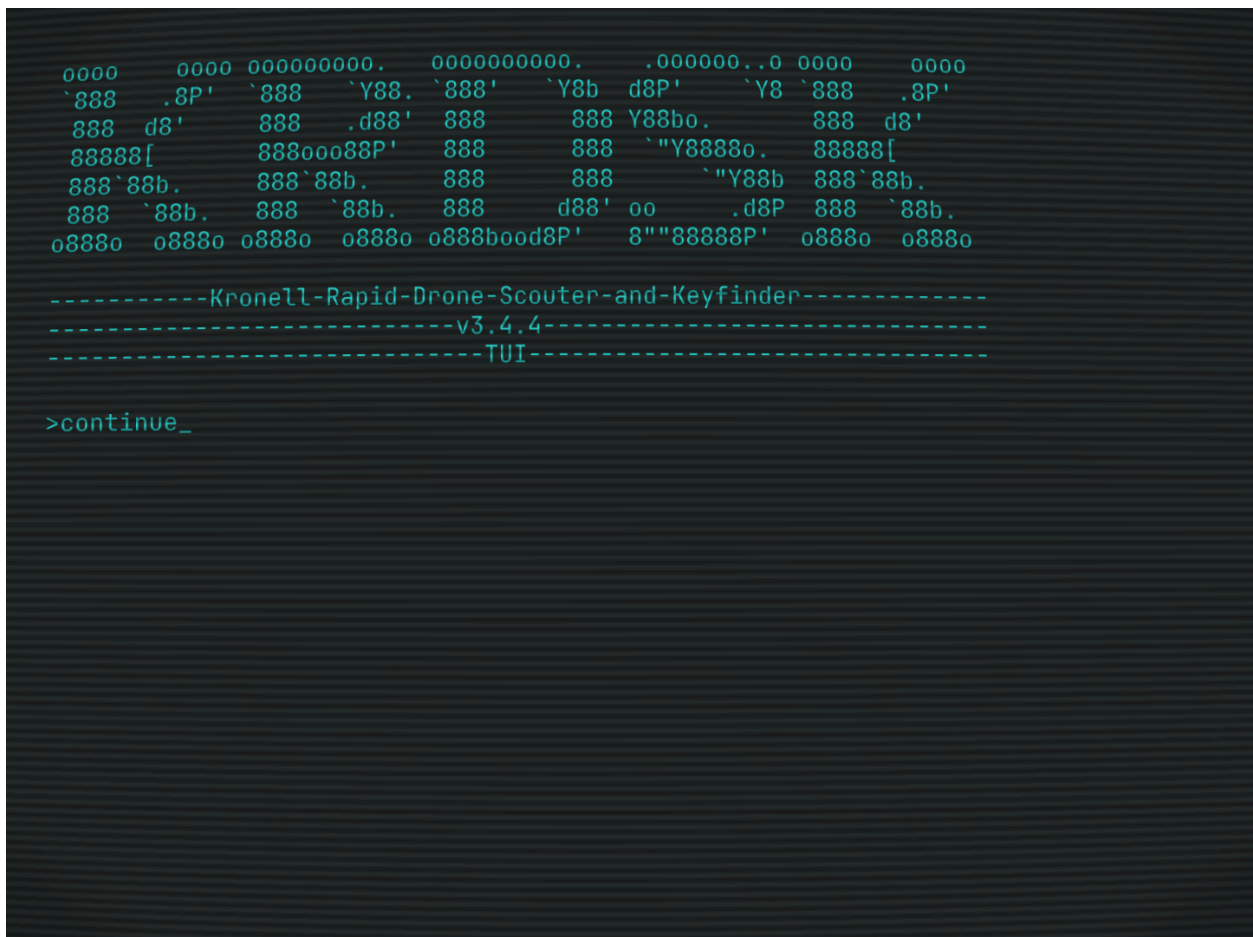 oooo    oooo ooooooooo.   oooooooooo.    .oooooo..o oooo    oooo
`888   .8P'  `888   `Y88. `888'   `Y8b  d8P'    `Y8 `888   .8P'
888  d8'     888   .d88'  888      888 Y88bo.       888  d8'
88888[       888ooo88P'   888      888  `"Y8888o.   88888[
888`88b.     888`88b.     888      888      `"Y88b  888`88b.
888  `88b.   888  `88b.   888     d88' oo     .d8P  888  `88b.
o888o  o888o o888o  o888o o888bood8P'   8""88888P'  o888o  o888o
-----------Kronell-Rapid-Drone-Scouter-and-Keyfinder-------------
----------------------------v3.4.4-------------------------------
------------------------------TUI--------------------------------
>continue_